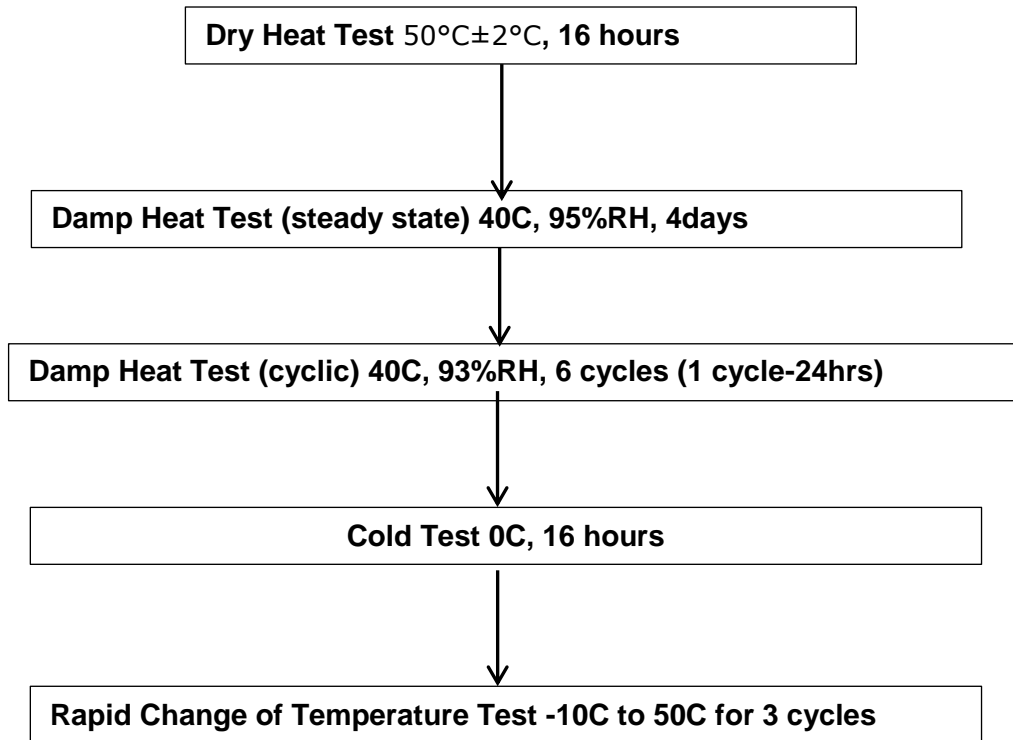 Dry Heat Test 50°C±2°C, 16 hours
Damp Heat Test (steady state) 40C, 95%RH, 4days
Damp Heat Test (cyclic) 40C, 93%RH, 6 cycles (1 cycle-24hrs)
Cold Test 0C, 16 hours
Rapid Change of Temperature Test -10C to 50C for 3 cycles